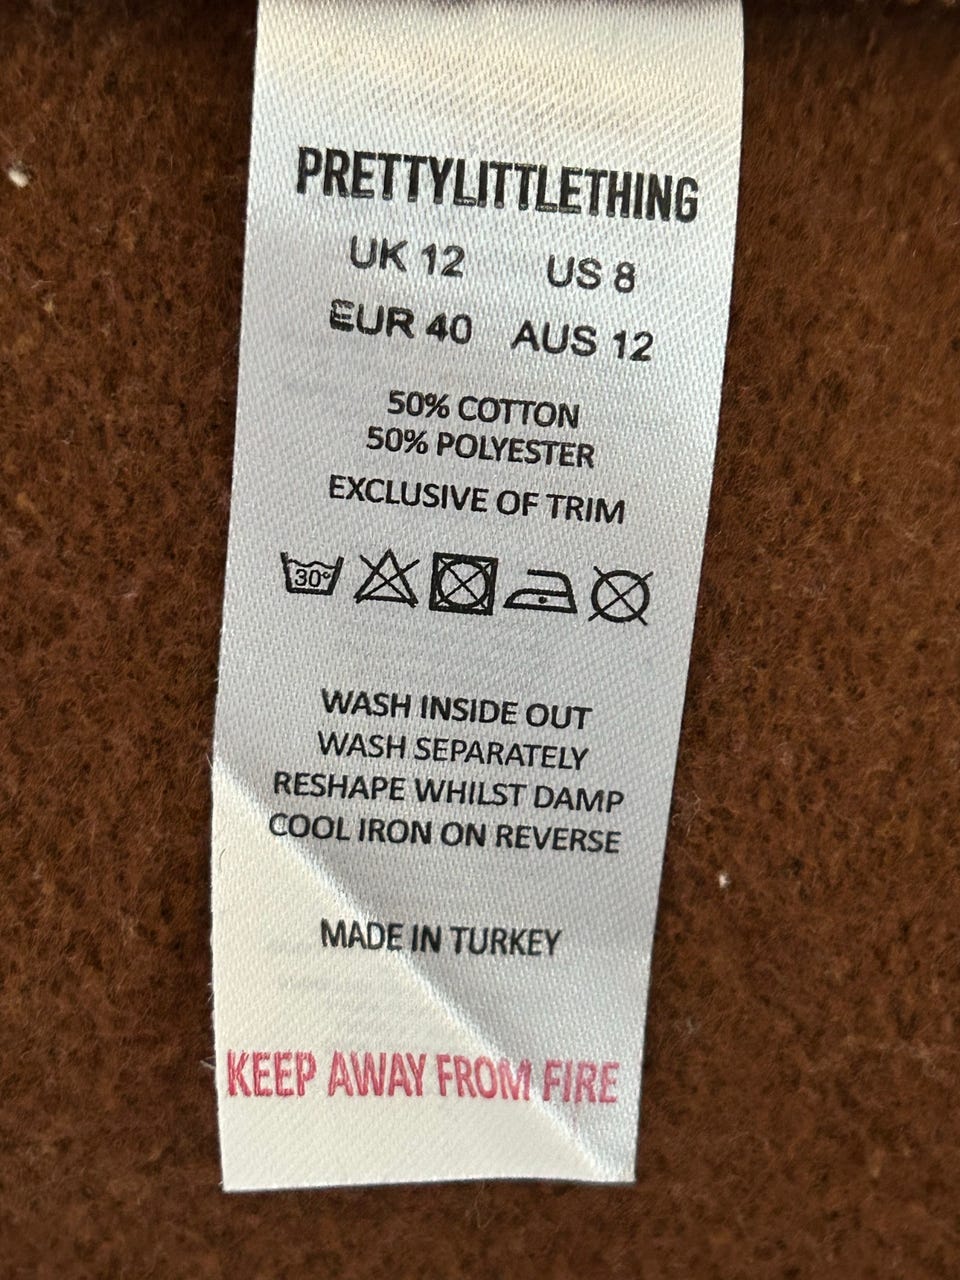 PRETTYLITTLETHING
UK 12 US 8
EUR 40 AUS 12
50% COTTON
50% POLYESTER
EXCLUSIVE OF TRIM
30°
WASH INSIDE OUT
WASH SEPARATELY
RESHAPE WHILST DAMP
COOL IRON ON REVERSE
MADE IN TURKEY
KEEP AWAY FROM FIRE